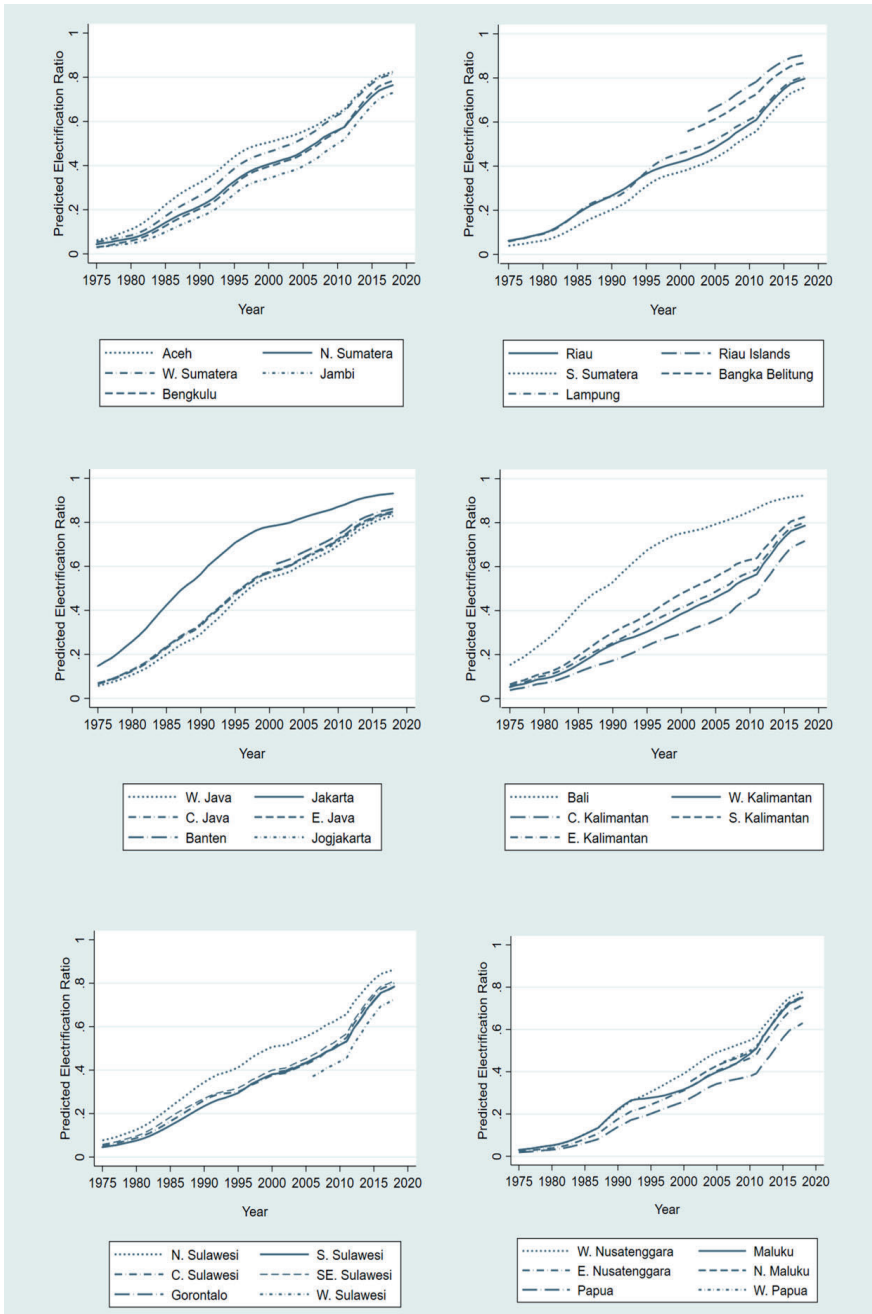 Predicted Electrification Ratio
0 .2 .4 .6 .8 1
1975 1980 1985 1990 1995 2000 2005 2010 2015 2020
Year
Aceh N. Sumatera
W. Sumatera Jambi
Bengkulu
Predicted Electrification Ratio
0 .2 .4 .6 .8 1
1975 1980 1985 1990 1995 2000 2005 2010 2015 2020
Year
Riau Riau Islands
S. Sumatera Bangka Belitung
Lampung
Predicted Electrification Ratio
0 .2 .4 .6 .8 1
1975 1980 1985 1990 1995 2000 2005 2010 2015 2020
Year
W. Java Jakarta
C. Java E. Java
Banten Jogjakarta
Predicted Electrification Ratio
0 .2 .4 .6 .8 1
1975 1980 1985 1990 1995 2000 2005 2010 2015 2020
Year
Bali W. Kalimantan
C. Kalimantan S. Kalimantan
E. Kalimantan
Predicted Electrification Ratio
0 .2 .4 .6 .8 1
1975 1980 1985 1990 1995 2000 2005 2010 2015 2020
Year
N. Sulawesi S. Sulawesi
C. Sulawesi SE. Sulawesi
Gorontalo W. Sulawesi
Predicted Electrification Ratio
0 .2 .4 .6 .8 1
1975 1980 1985 1990 1995 2000 2005 2010 2015 2020
Year
W. Nusatenggara Maluku
E. Nusatenggara N. Maluku
Papua W. Papua